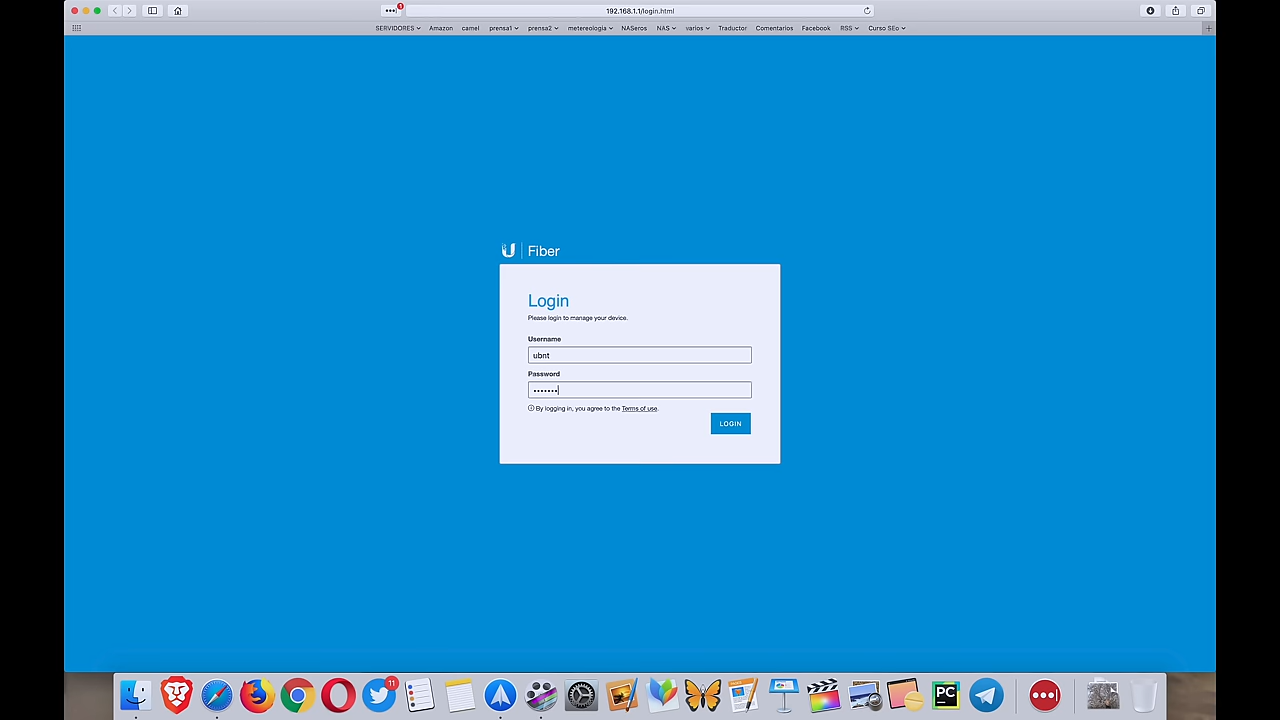 192.168.1.1/login.html
SERVIDORES Amazon camel prensa1 prensa2 metereologia NASeros NAS varios Traductor Comentarios Facebook RSS Curso SEo
U Fiber
Login
Please login to manage your device.
Username
ubnt
Password
•••••••
By logging in, you agree to the Terms of use.
LOGIN
11
PC